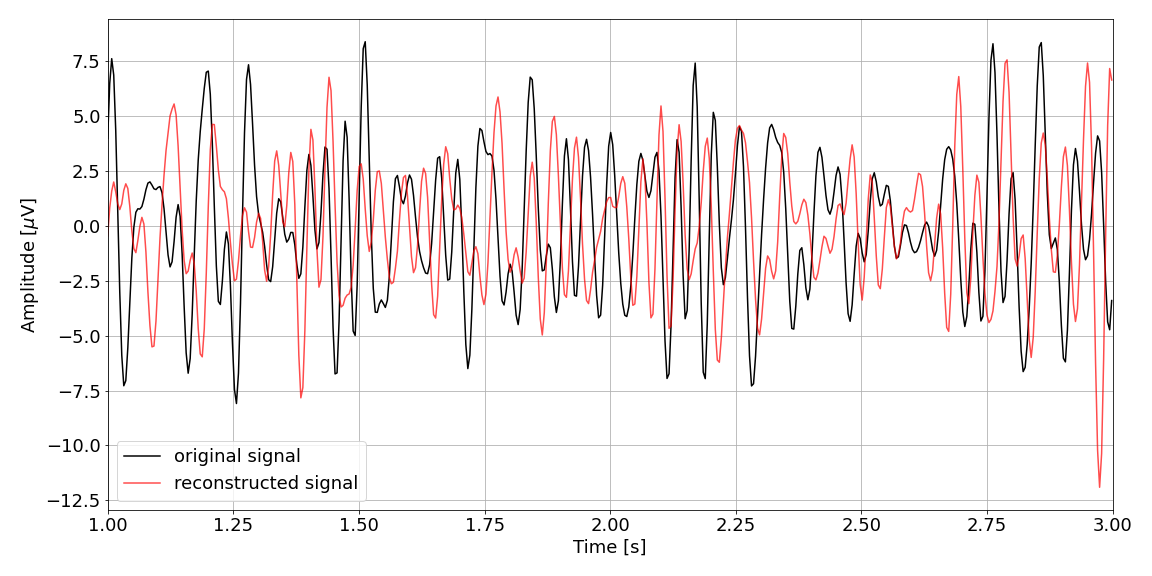 Amplitude [μV]
7.5
5.0
2.5
0.0
−2.5
−5.0
−7.5
−10.0
−12.5
original signal
reconstructed signal
1.00 1.25 1.50 1.75 2.00 2.25 2.50 2.75 3.00
Time [s]